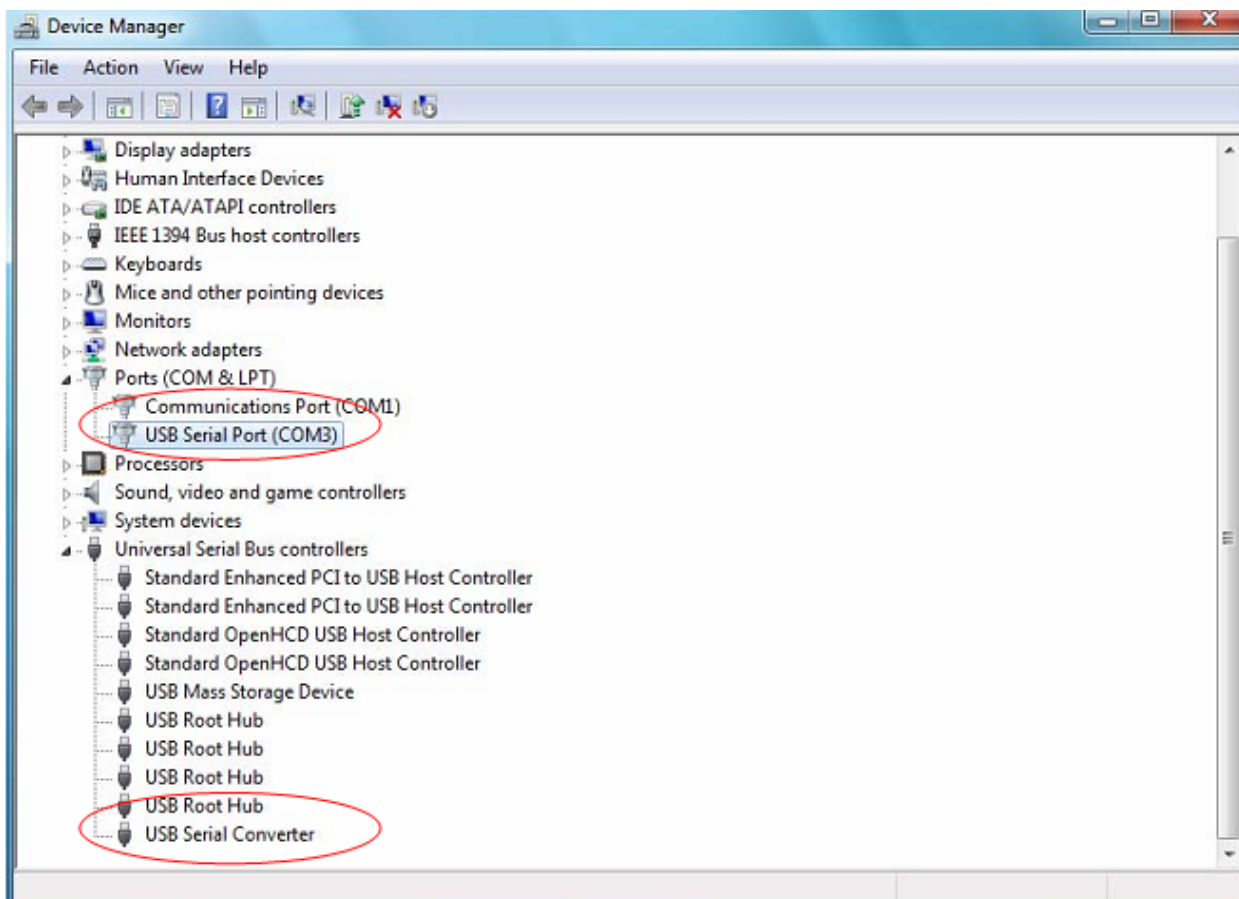 Device Manager
File Action View Help
Display adapters
Human Interface Devices
IDE ATA/ATAPI controllers
IEEE 1394 Bus host controllers
Keyboards
Mice and other pointing devices
Monitors
Network adapters
Ports (COM & LPT)
Communications Port (COM1)
USB Serial Port (COM3)
Processors
Sound, video and game controllers
System devices
Universal Serial Bus controllers
Standard Enhanced PCI to USB Host Controller
Standard Enhanced PCI to USB Host Controller
Standard OpenHCD USB Host Controller
Standard OpenHCD USB Host Controller
USB Mass Storage Device
USB Root Hub
USB Root Hub
USB Root Hub
USB Root Hub
USB Serial Converter